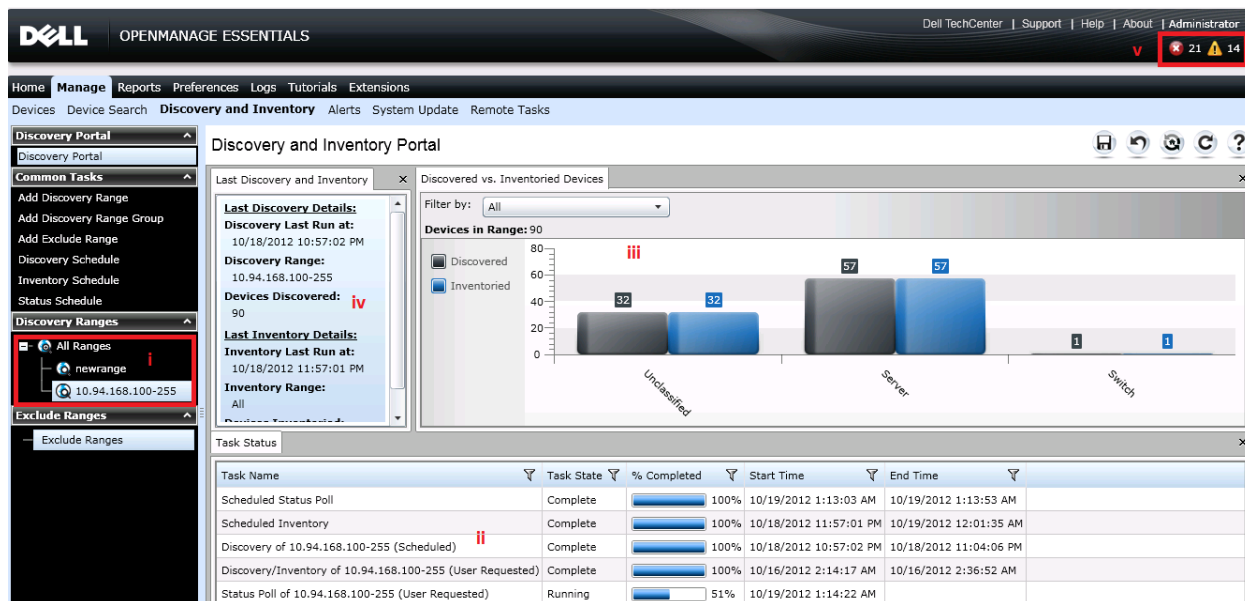 DELL OPENMANAGE ESSENTIALS
Dell TechCenter | Support | Help | About | Administrator
v 21 14
Home Manage Reports Preferences Logs Tutorials Extensions
Devices Device Search Discovery and Inventory Alerts System Update Remote Tasks
Discovery Portal
Discovery Portal
Common Tasks
Add Discovery Range
Add Discovery Range Group
Add Exclude Range
Discovery Schedule
Inventory Schedule
Status Schedule
Discovery Ranges
All Ranges
i
newrange
10.94.168.100-255
Exclude Ranges
Exclude Ranges
Discovery and Inventory Portal
?
Last Discovery and Inventory x
Last Discovery Details:
Discovery Last Run at:
10/18/2012 10:57:02 PM
Discovery Range:
10.94.168.100-255
Devices Discovered:
iv
90
Last Inventory Details:
Inventory Last Run at:
10/18/2012 11:57:01 PM
Inventory Range:
All
Devices Inventoried:
Discovered vs. Inventoried Devices x
Filter by: All
Devices in Range: 90
iii
Discovered
Inventoried
80
60
40
20
0
32 32
57 57
1 1
Unclassified
Server
Switch
Task Status x
Task Name Task State % Completed Start Time End Time
Scheduled Status Poll Complete 100% 10/19/2012 1:13:03 AM 10/19/2012 1:13:53 AM
Scheduled Inventory Complete 100% 10/18/2012 11:57:01 PM 10/19/2012 12:01:35 AM
ii
Discovery of 10.94.168.100-255 (Scheduled) Complete 100% 10/18/2012 10:57:02 PM 10/18/2012 11:04:06 PM
Discovery/Inventory of 10.94.168.100-255 (User Requested) Complete 100% 10/16/2012 2:14:17 AM 10/16/2012 2:36:52 AM
Status Poll of 10.94.168.100-255 (User Requested) Running 51% 10/19/2012 1:14:22 AM